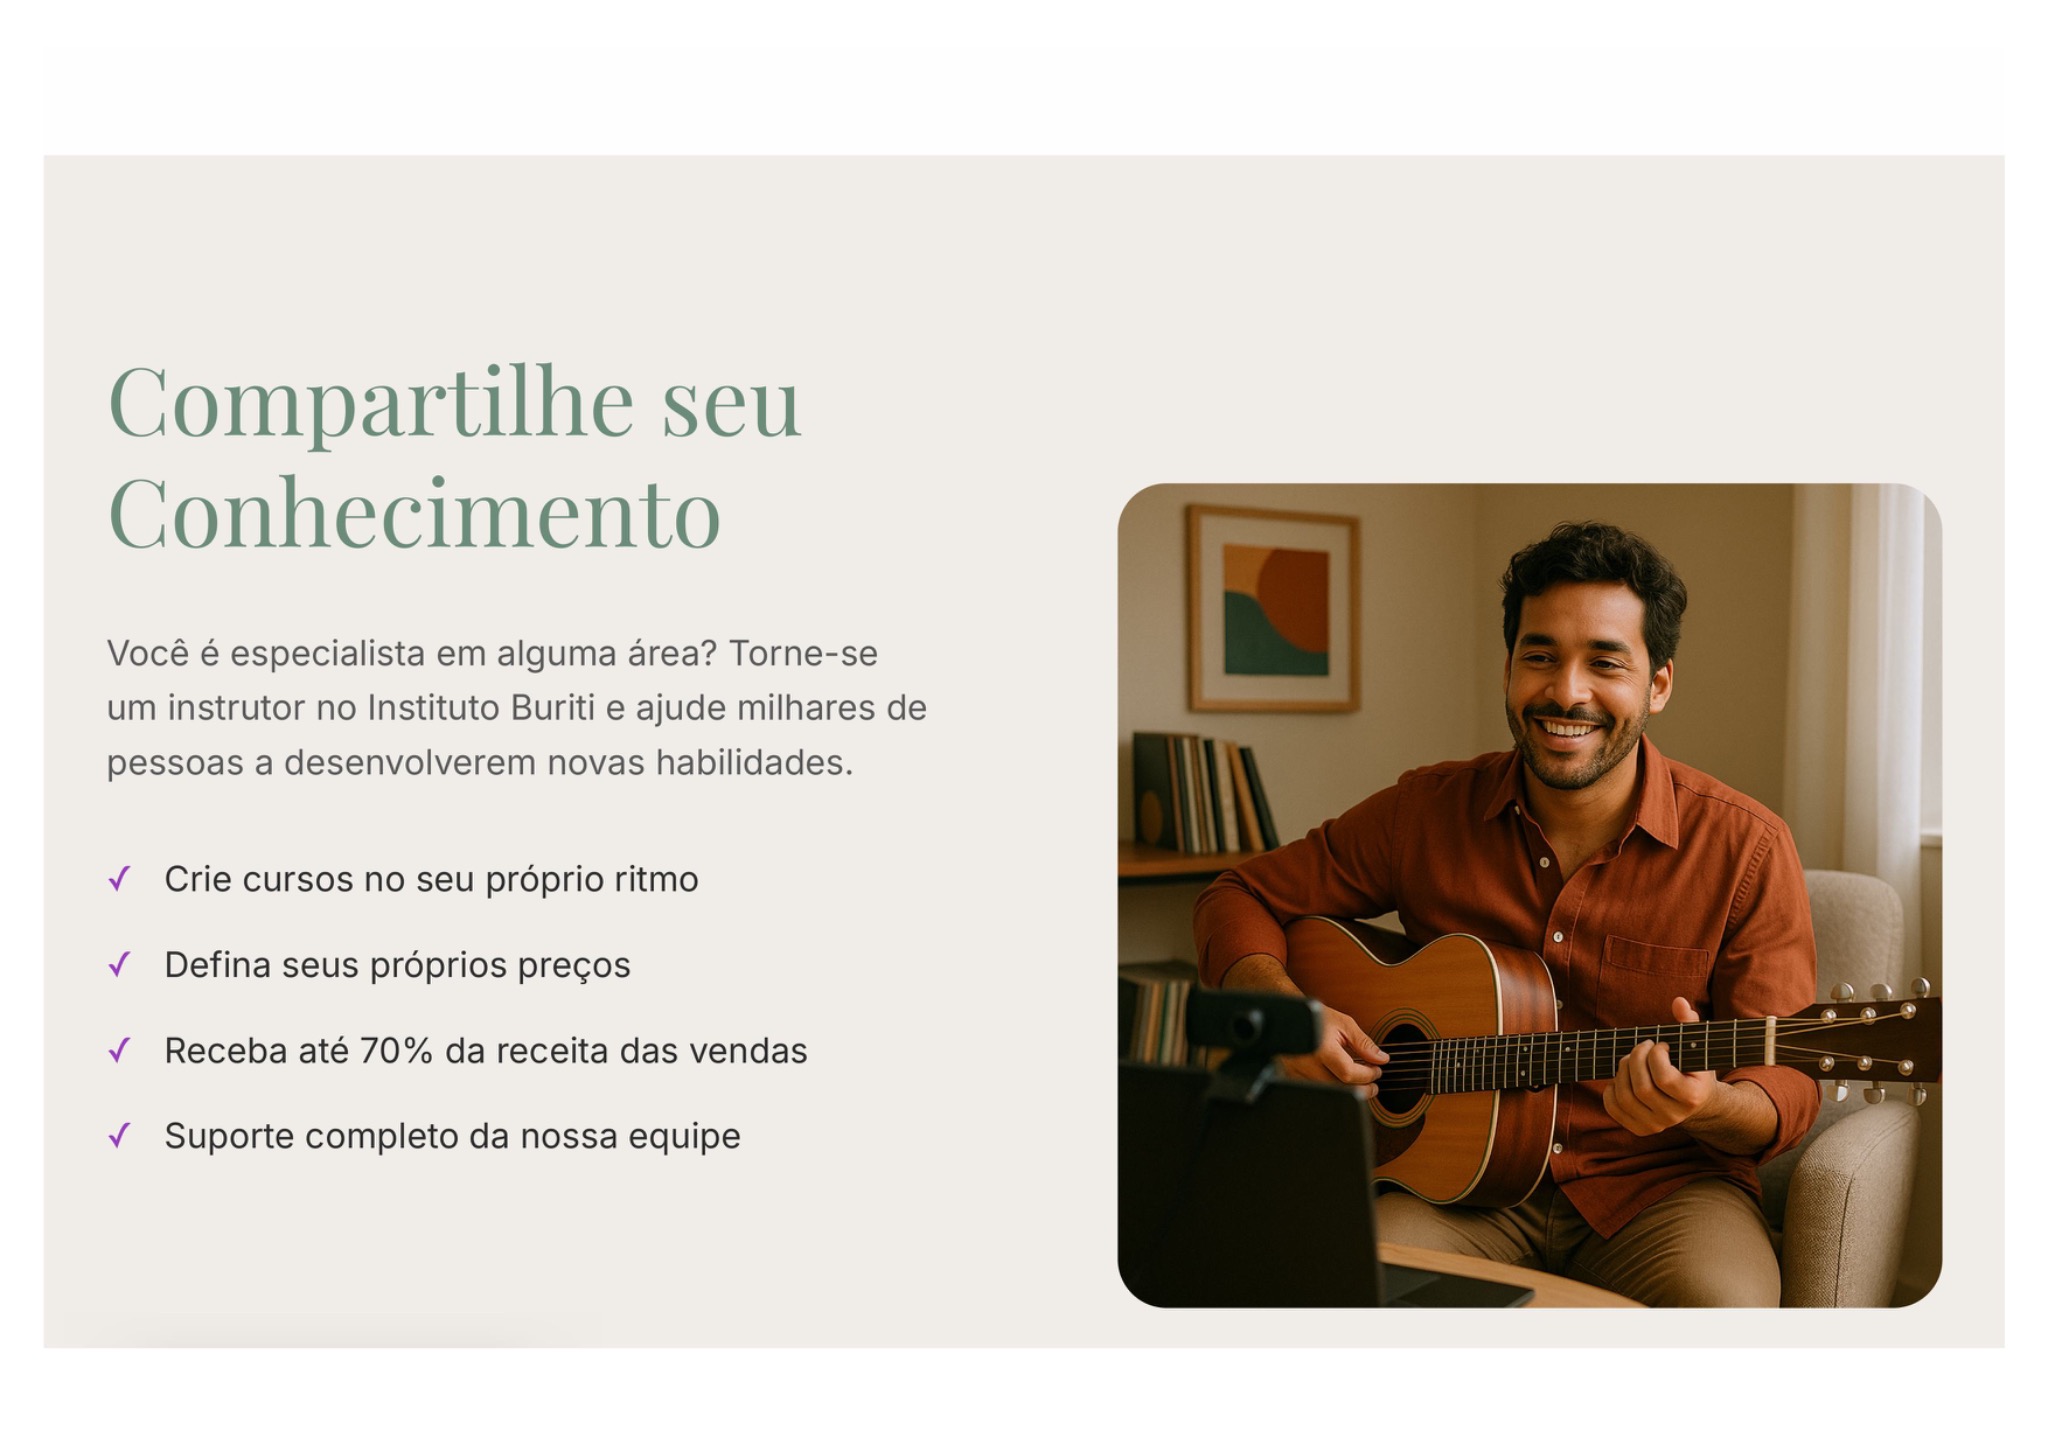 Compartilhe seu
Conhecimento
Você é especialista em alguma área? Torne-se
um instrutor no Instituto Buriti e ajude milhares de
pessoas a desenvolverem novas habilidades.
✓ Crie cursos no seu próprio ritmo
✓ Defina seus próprios preços
✓ Receba até 70% da receita das vendas
✓ Suporte completo da nossa equipe